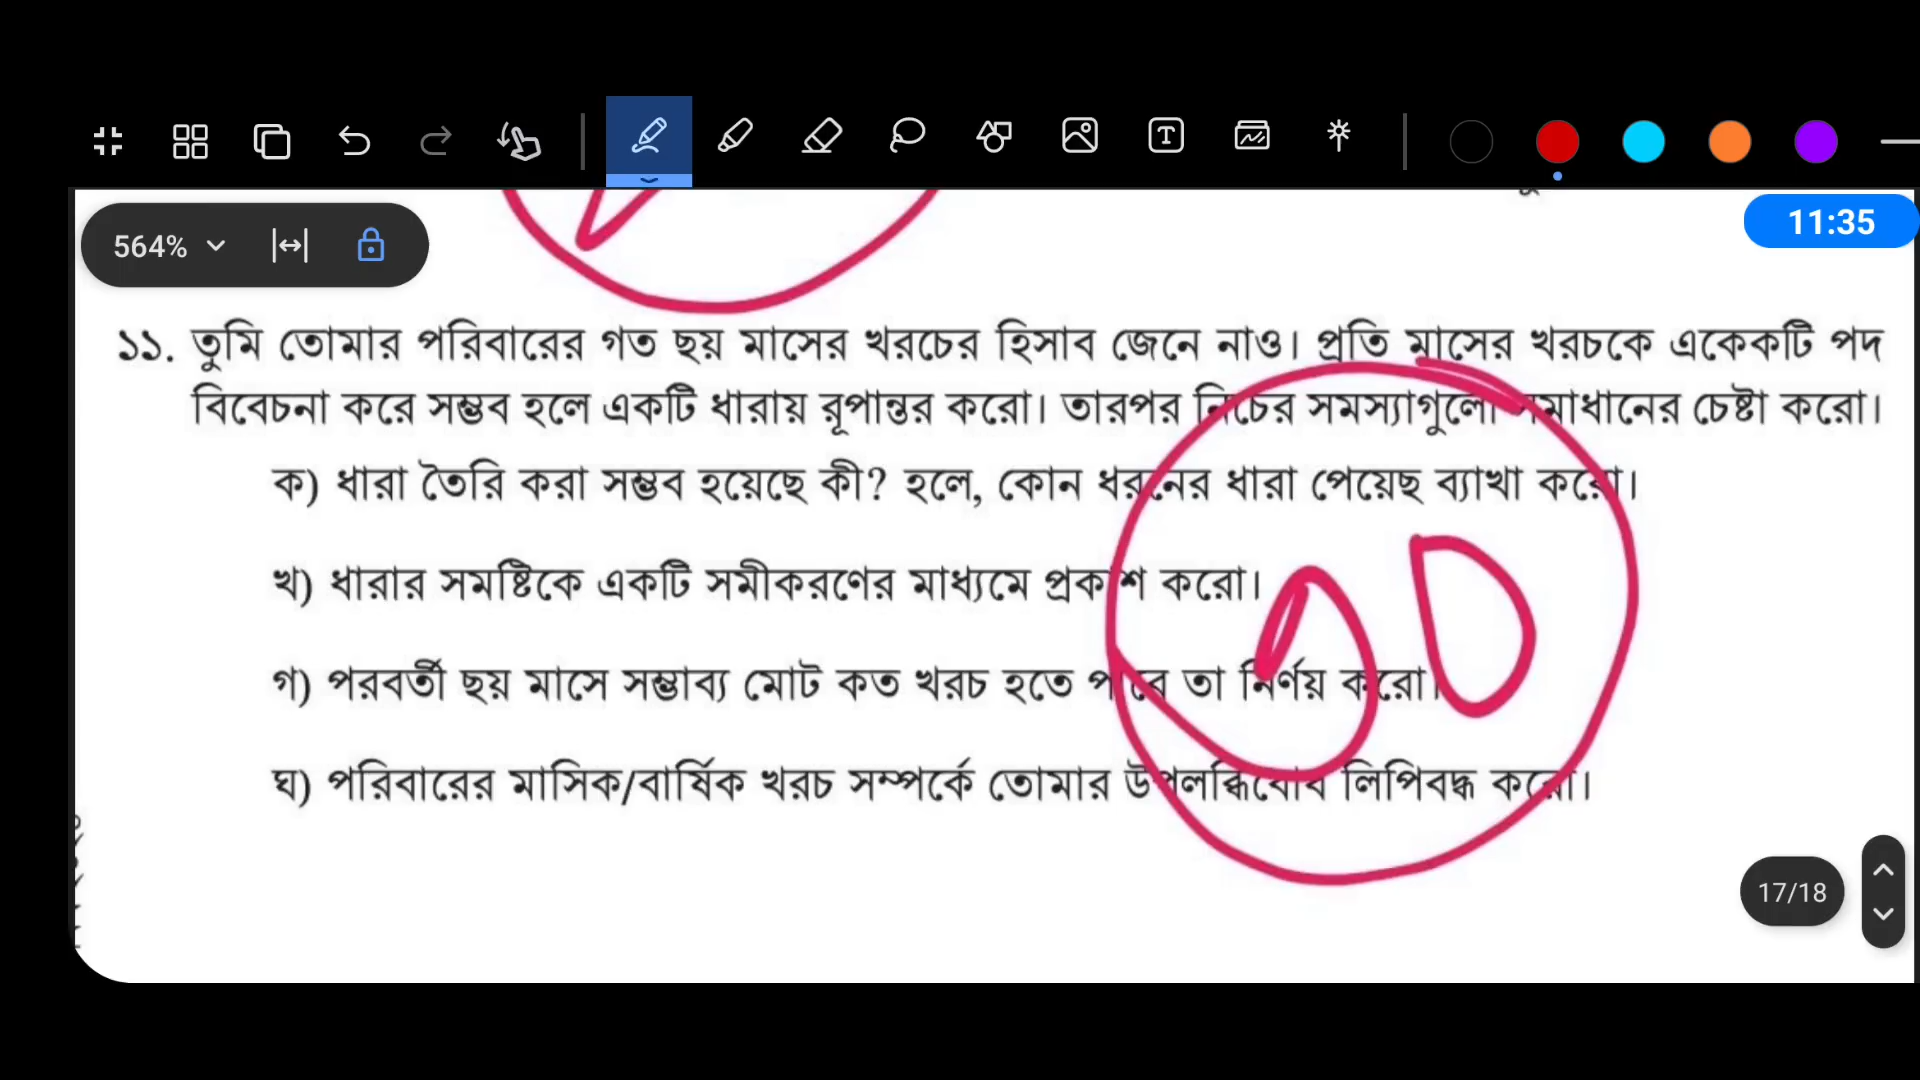 564%
11:35
১১. তুমি তোমার পরিবারের গত ছয় মাসের খরচের হিসাব জেনে নাও। প্রতি মাসের খরচকে একেকটি পদ
বিবেচনা করে সম্ভব হলে একটি ধারায় রূপান্তর করো। তারপর নিচের সমস্যাগুলো সমাধানের চেষ্টা করো।
ক) ধারা তৈরি করা সম্ভব হয়েছে কী? হলে, কোন ধরনের ধারা পেয়েছ ব্যাখা করো।
খ) ধারার সমষ্টিকে একটি সমীকরণের মাধ্যমে প্রকাশ করো।
গ) পরবর্তী ছয় মাসে সম্ভাব্য মোট কত খরচ হতে পারে তা নির্ণয় করো।
ঘ) পরিবারের মাসিক/বার্ষিক খরচ সম্পর্কে তোমার উপলব্ধিবোধ লিপিবদ্ধ করো।
17/18